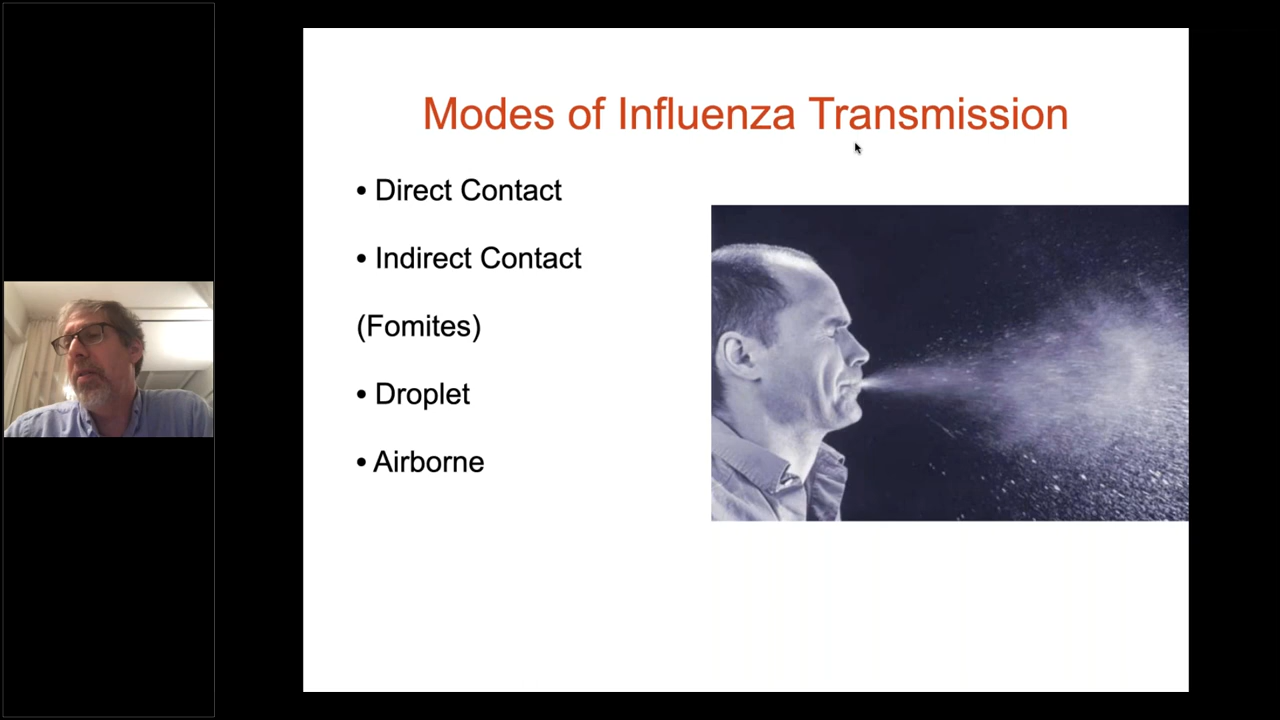 Modes of Influenza Transmission
• Direct Contact
• Indirect Contact
(Fomites)
• Droplet
• Airborne